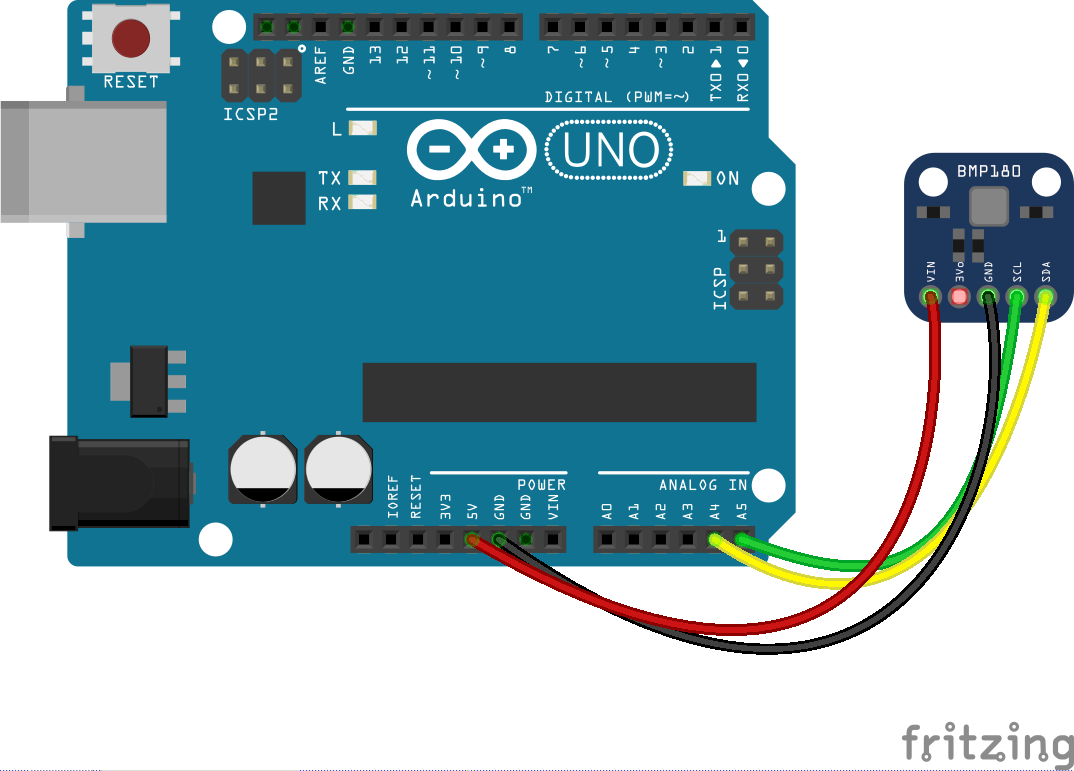 RESET
ICSP2
AREF
GND
13
12
~11
~10
~9
8
7
~6
~5
4
~3
2
TX0▶1
RX0◀0
DIGITAL (PWM=~)
L
TX
RX
Arduino™
UNO
ON
1
ICSP
BMP180
VIN
3Vo
GND
SCL
SDA
POWER
ANALOG IN
IOREF
RESET
3V3
5V
GND
GND
VIN
A0
A1
A2
A3
A4
A5
fritzing